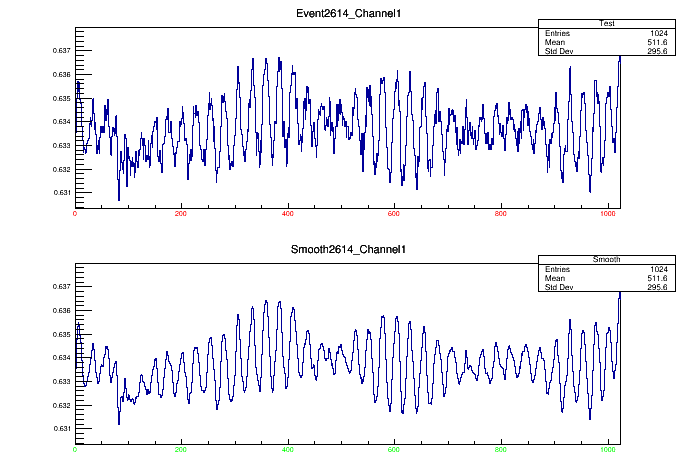 Event2614_Channel1
Test
Entries 1024
Mean 511.6
Std Dev 295.6
0.637
0.636
0.635
0.634
0.633
0.632
0.631
0 200 400 600 800 1000
Smooth2614_Channel1
Smooth
Entries 1024
Mean 511.6
Std Dev 295.6
0.637
0.636
0.635
0.634
0.633
0.632
0.631
0 200 400 600 800 1000